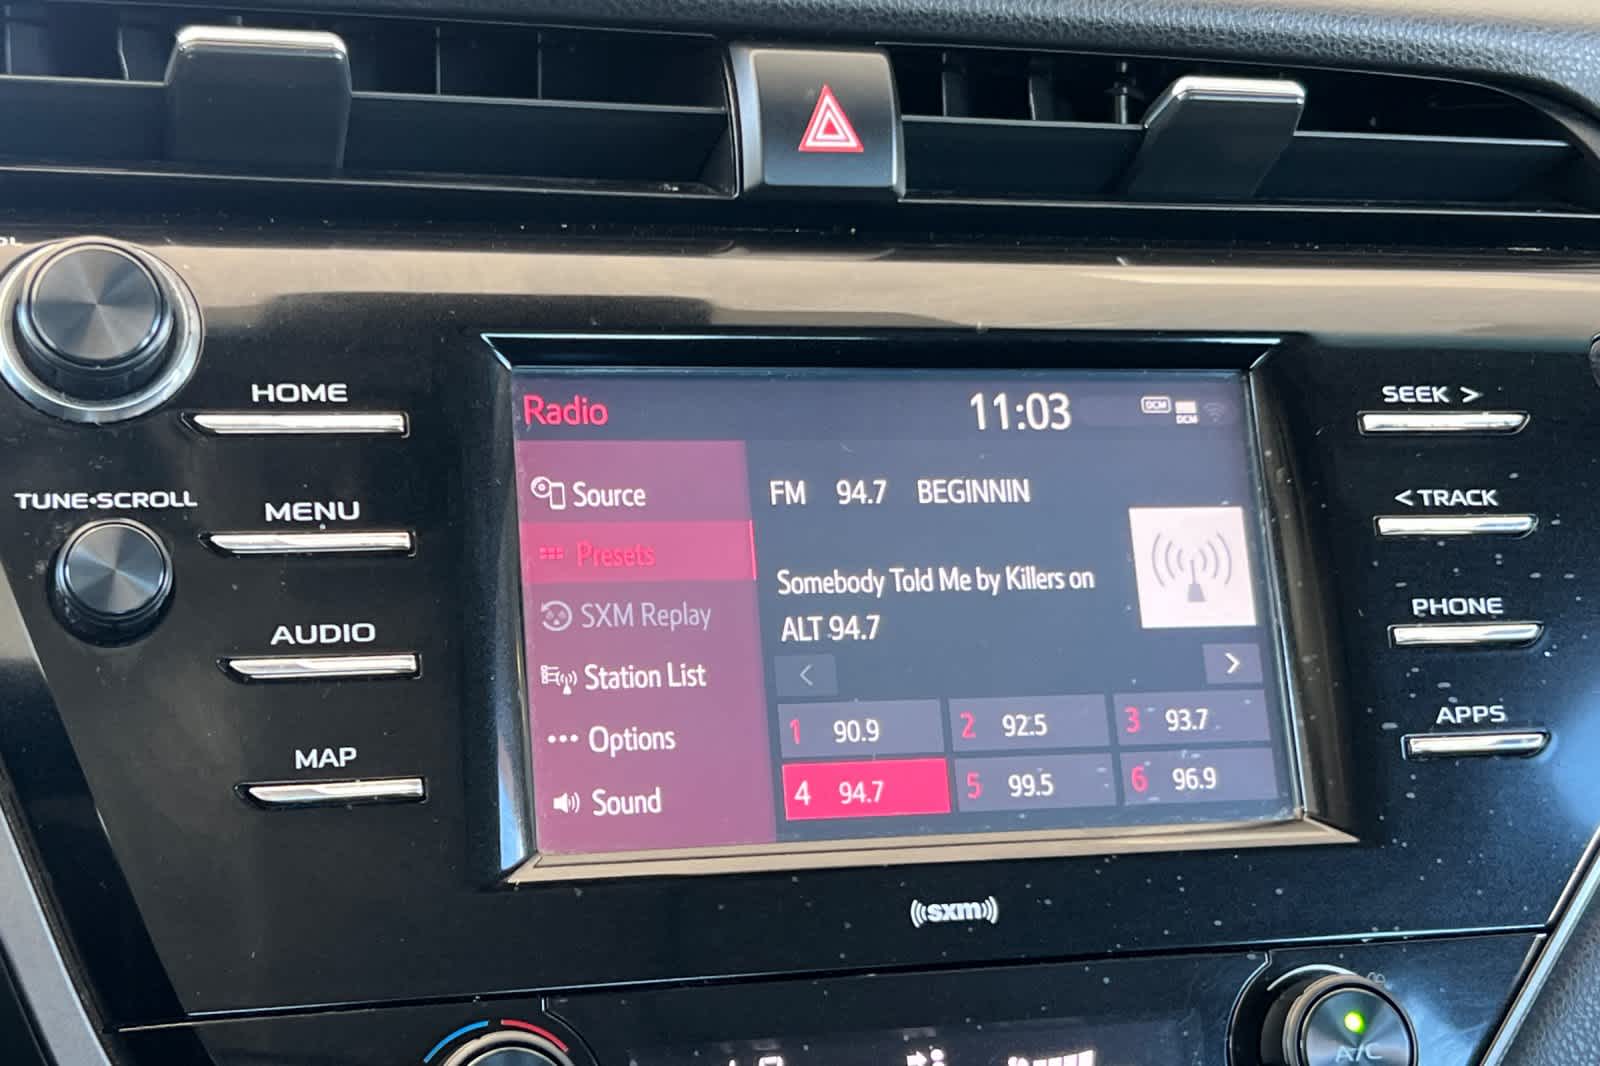 HOME
TUNE•SCROLL
MENU
AUDIO
MAP
Radio
11:03
DCM
DCM
Source
Presets
SXM Replay
Station List
Options
Sound
FM 94.7 BEGINNIN
Somebody Told Me by Killers on
ALT 94.7
<
>
1 90.9
2 92.5
3 93.7
4 94.7
5 99.5
6 96.9
SEEK >
< TRACK
PHONE
APPS
((sxm))
A/C